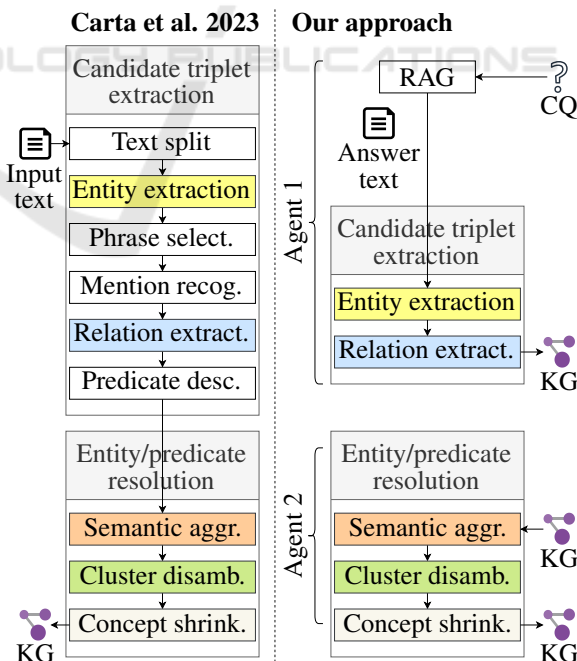 Carta et al. 2023
Candidate triplet
extraction
Input
text
Text split
Entity extraction
Phrase select.
Mention recog.
Relation extract.
Predicate desc.
Entity/predicate
resolution
Semantic aggr.
Cluster disamb.
Concept shrink.
KG
Our approach
Agent 1
RAG
?
CQ
Answer
text
Candidate triplet
extraction
Entity extraction
Relation extract.
KG
Agent 2
Entity/predicate
resolution
Semantic aggr.
KG
Cluster disamb.
Concept shrink.
KG
OLOGY PUBLICATIONS